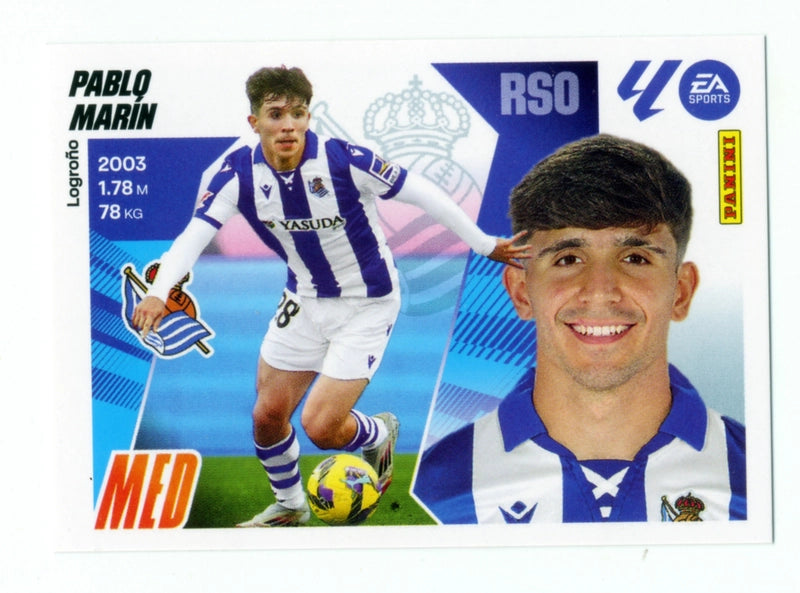 PABLO
MARÍN
Logroño
2003
1.78 M
78 KG
RSO
EA
SPORTS
PANINI
YASUDA
28
MED